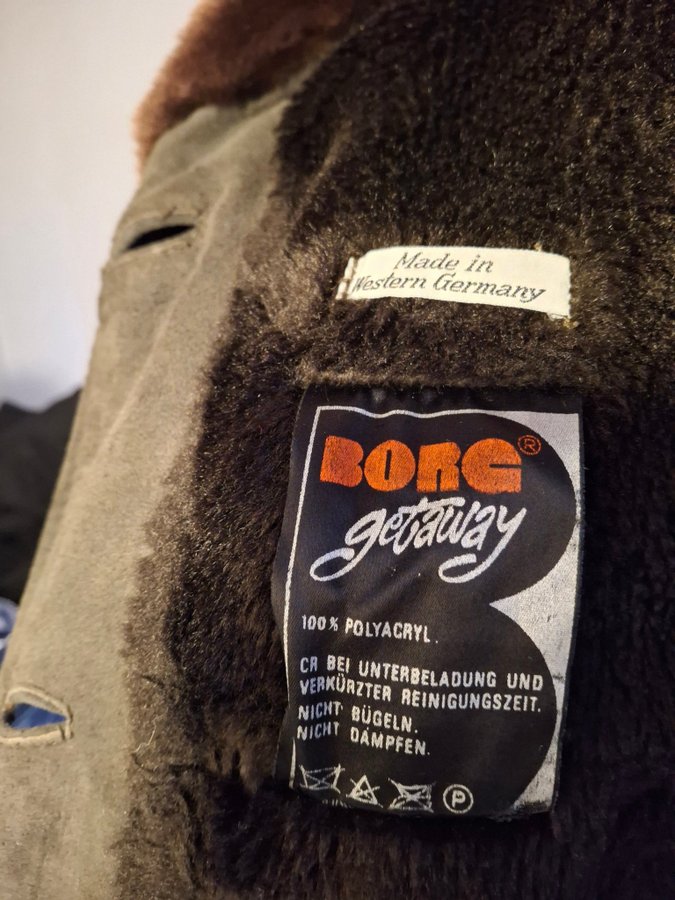 Made in
Western Germany
BORG®
getaway
100% POLYACRYL.
CR BEI UNTERBELADUNG UND
VERKÜRZTER REINIGUNGSZEIT.
NICHT BÜGELN.
NICHT DÄMPFEN.
P